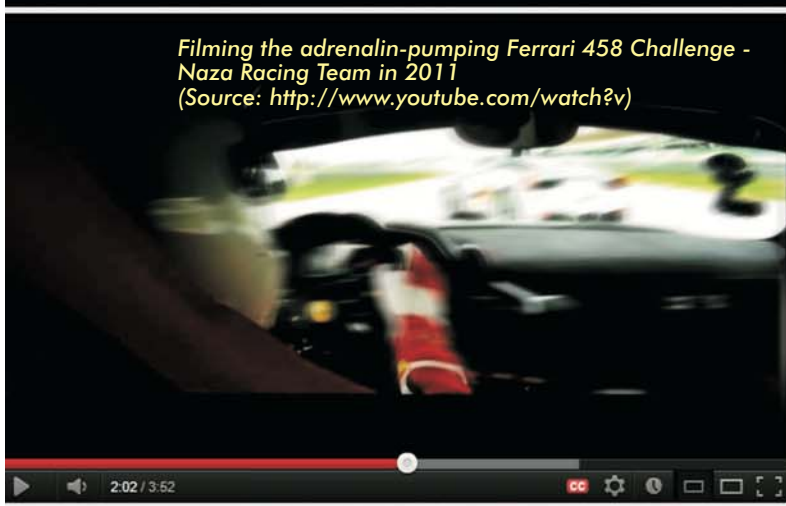 Filming the adrenalin-pumping Ferrari 458 Challenge -
Naza Racing Team in 2011
(Source: http://www.youtube.com/watch?v)
2:02 / 3:52
CC